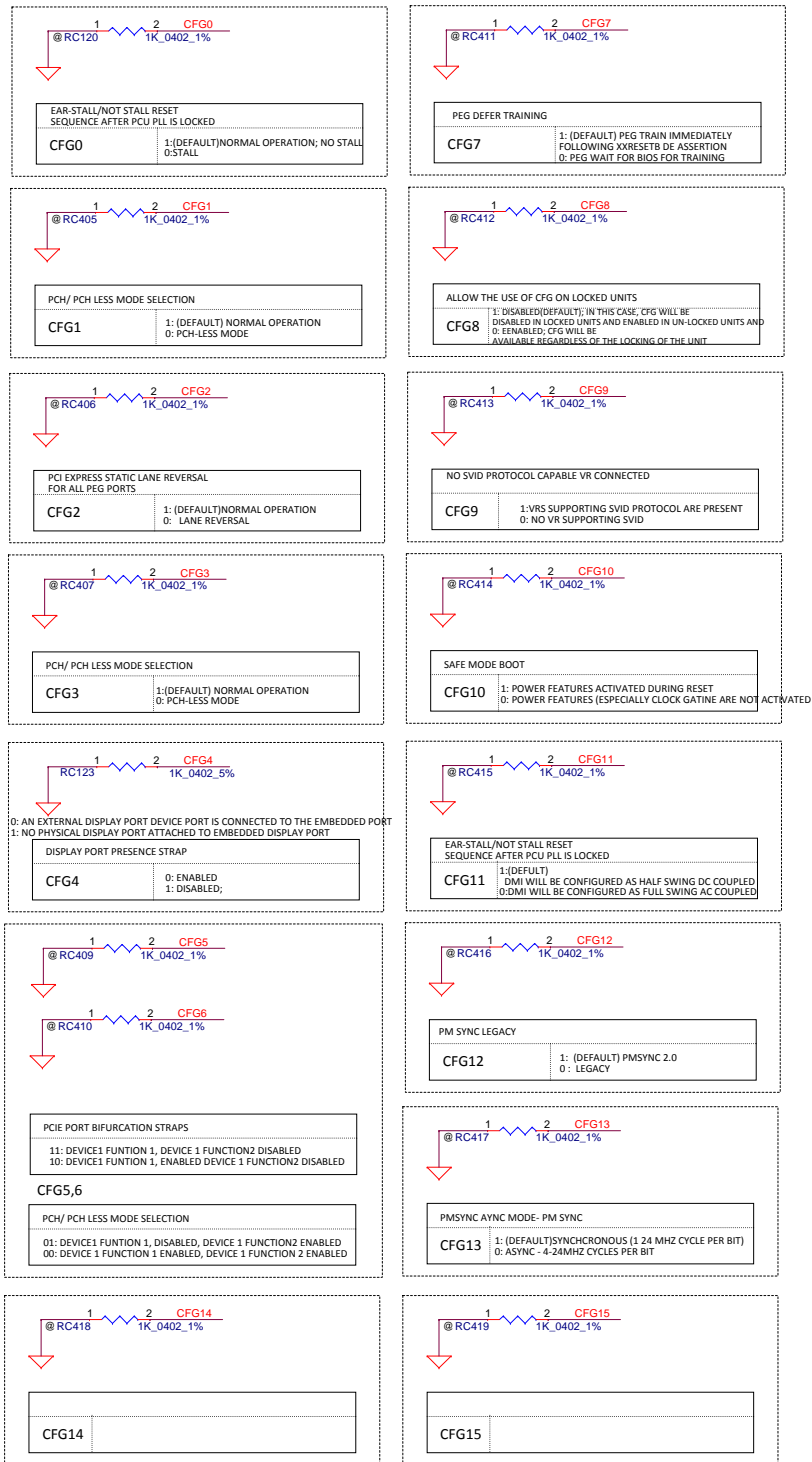 1 2 CFG0
@ RC120 1K_0402_1%
EAR-STALL/NOT STALL RESET
SEQUENCE AFTER PCU PLL IS LOCKED
CFG0
1:(DEFAULT)NORMAL OPERATION; NO STALL
0:STALL
1 2 CFG1
@ RC405 1K_0402_1%
PCH/ PCH LESS MODE SELECTION
CFG1
1: (DEFAULT) NORMAL OPERATION
0: PCH-LESS MODE
1 2 CFG2
@ RC406 1K_0402_1%
PCI EXPRESS STATIC LANE REVERSAL
FOR ALL PEG PORTS
CFG2
1: (DEFAULT)NORMAL OPERATION
0: LANE REVERSAL
1 2 CFG3
@ RC407 1K_0402_1%
PCH/ PCH LESS MODE SELECTION
CFG3
1:(DEFAULT) NORMAL OPERATION
0: PCH-LESS MODE
1 2 CFG4
RC123 1K_0402_5%
0: AN EXTERNAL DISPLAY PORT DEVICE PORT IS CONNECTED TO THE EMBEDDED PORT
1: NO PHYSICAL DISPLAY PORT ATTACHED TO EMBEDDED DISPLAY PORT
DISPLAY PORT PRESENCE STRAP
CFG4
0: ENABLED
1: DISABLED;
1 2 CFG5
@ RC409 1K_0402_1%
1 2 CFG6
@ RC410 1K_0402_1%
PCIE PORT BIFURCATION STRAPS
11: DEVICE1 FUNTION 1, DEVICE 1 FUNCTION2 DISABLED
10: DEVICE1 FUNTION 1, ENABLED DEVICE 1 FUNCTION2 DISABLED
CFG5,6
PCH/ PCH LESS MODE SELECTION
01: DEVICE1 FUNTION 1, DISABLED, DEVICE 1 FUNCTION2 ENABLED
00: DEVICE 1 FUNCTION 1 ENABLED, DEVICE 1 FUNCTION 2 ENABLED
1 2 CFG14
@ RC418 1K_0402_1%
CFG14
1 2 CFG7
@ RC411 1K_0402_1%
PEG DEFER TRAINING
CFG7
1: (DEFAULT) PEG TRAIN IMMEDIATELY
FOLLOWING XXRESETB DE ASSERTION
0: PEG WAIT FOR BIOS FOR TRAINING
1 2 CFG8
@ RC412 1K_0402_1%
ALLOW THE USE OF CFG ON LOCKED UNITS
CFG8
1: DISABLED(DEFAULT); IN THIS CASE, CFG WILL BE
DISABLED IN LOCKED UNITS AND ENABLED IN UN-LOCKED UNITS AND
0: EENABLED; CFG WILL BE
AVAILABLE REGARDLESS OF THE LOCKING OF THE UNIT
1 2 CFG9
@ RC413 1K_0402_1%
NO SVID PROTOCOL CAPABLE VR CONNECTED
CFG9
1:VRS SUPPORTING SVID PROTOCOL ARE PRESENT
0: NO VR SUPPORTING SVID
1 2 CFG10
@ RC414 1K_0402_1%
SAFE MODE BOOT
CFG10
1: POWER FEATURES ACTIVATED DURING RESET
0: POWER FEATURES (ESPECIALLY CLOCK GATINE ARE NOT ACTIVATED
1 2 CFG11
@ RC415 1K_0402_1%
EAR-STALL/NOT STALL RESET
SEQUENCE AFTER PCU PLL IS LOCKED
CFG11
1:(DEFULT)
DMI WILL BE CONFIGURED AS HALF SWING DC COUPLED
0:DMI WILL BE CONFIGURED AS FULL SWING AC COUPLED
1 2 CFG12
@ RC416 1K_0402_1%
PM SYNC LEGACY
CFG12
1: (DEFAULT) PMSYNC 2.0
0 : LEGACY
1 2 CFG13
@ RC417 1K_0402_1%
PMSYNC AYNC MODE- PM SYNC
CFG13
1: (DEFAULT)SYNCHCRONOUS (1 24 MHZ CYCLE PER BIT)
0: ASYNC - 4-24MHZ CYCLES PER BIT
1 2 CFG15
@ RC419 1K_0402_1%
CFG15